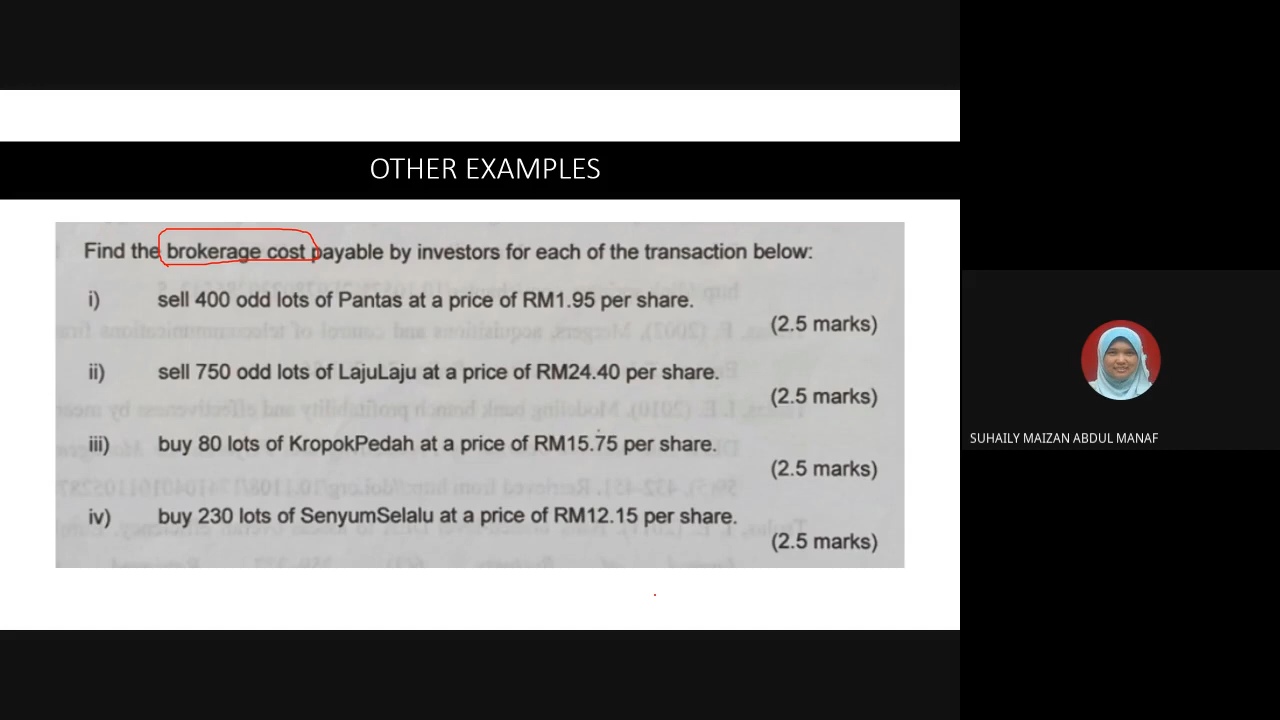 OTHER EXAMPLES
Find the brokerage cost payable by investors for each of the transaction below:
i) sell 400 odd lots of Pantas at a price of RM1.95 per share.
(2.5 marks)
ii) sell 750 odd lots of LajuLaju at a price of RM24.40 per share.
(2.5 marks)
iii) buy 80 lots of KropokPedah at a price of RM15.75 per share.
(2.5 marks)
iv) buy 230 lots of SenyumSelalu at a price of RM12.15 per share.
(2.5 marks)
SUHAILY MAIZAN ABDUL MANAF